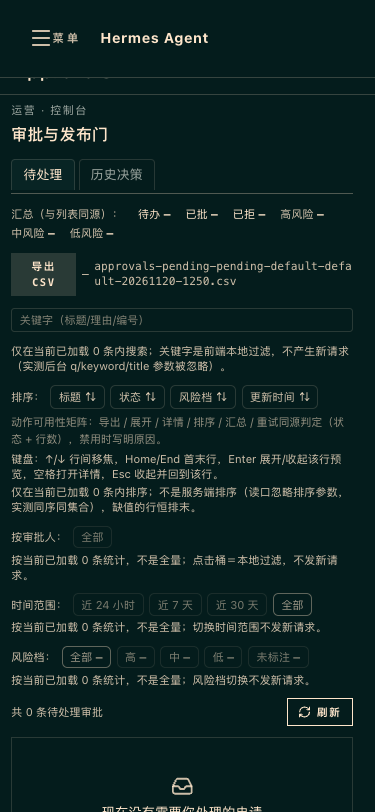 菜单 Hermes Agent
运营 · 控制台
审批与发布门
待处理 历史决策
汇总（与列表同源）： 待办 — 已批 — 已拒 — 高风险 —
中风险 — 低风险 —
导出 CSV — approvals-pending-pending-default-defa
ult-20261120-1250.csv
关键字（标题/理由/编号）
仅在当前已加载 0 条内搜索；关键字是前端本地过滤，不产生新请求
（实测后台 q/keyword/title 参数被忽略）。
排序： 标题 ⇅ 状态 ⇅ 风险档 ⇅ 更新时间 ⇅
动作可用性矩阵：导出 / 展开 / 详情 / 排序 / 汇总 / 重试同源判定（状
态 + 行数），禁用时写明原因。
键盘：↑/↓ 行间移焦，Home/End 首末行，Enter 展开/收起该行预
览，空格打开详情，Esc 收起并回到该行。
仅在当前已加载 0 条内排序；不是服务端排序（读口忽略排序参数，
实测同序同集合），缺值的行恒排末。
按审批人： 全部
按当前已加载 0 条统计，不是全量；点击桶＝本地过滤，不发新请
求。
时间范围： 近 24 小时 近 7 天 近 30 天 全部
按当前已加载 0 条统计，不是全量；切换时间范围不发新请求。
风险档： 全部 — 高 — 中 — 低 — 未标注 —
按当前已加载 0 条统计，不是全量；风险档切换不发新请求。
共 0 条待处理审批 刷新
现在没有需要你处理的申请